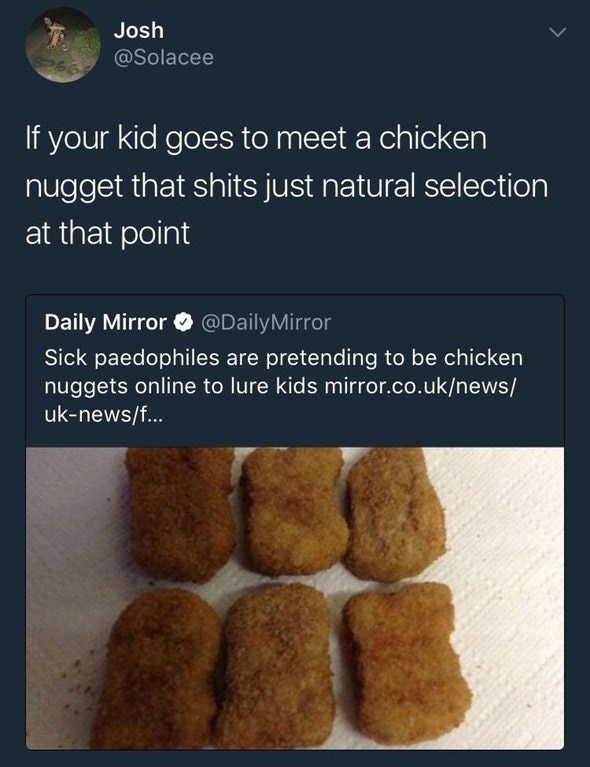 Josh
@Solacee
If your kid goes to meet a chicken
nugget that shits just natural selection
at that point
Daily Mirror @DailyMirror
Sick paedophiles are pretending to be chicken
nuggets online to lure kids mirror.co.uk/news/
uk-news/f...